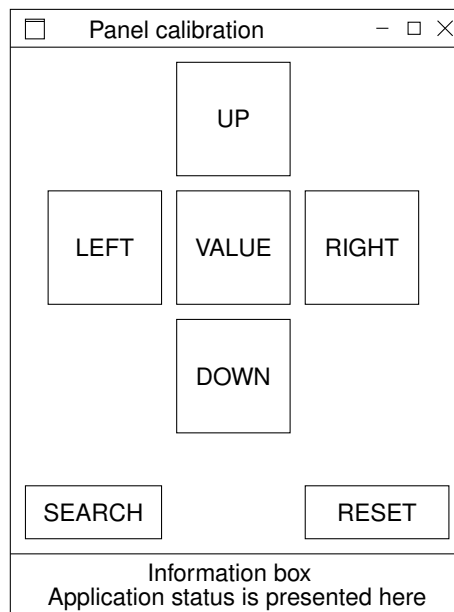 Panel calibration
UP
LEFT VALUE RIGHT
DOWN
SEARCH RESET
Information box
Application status is presented here